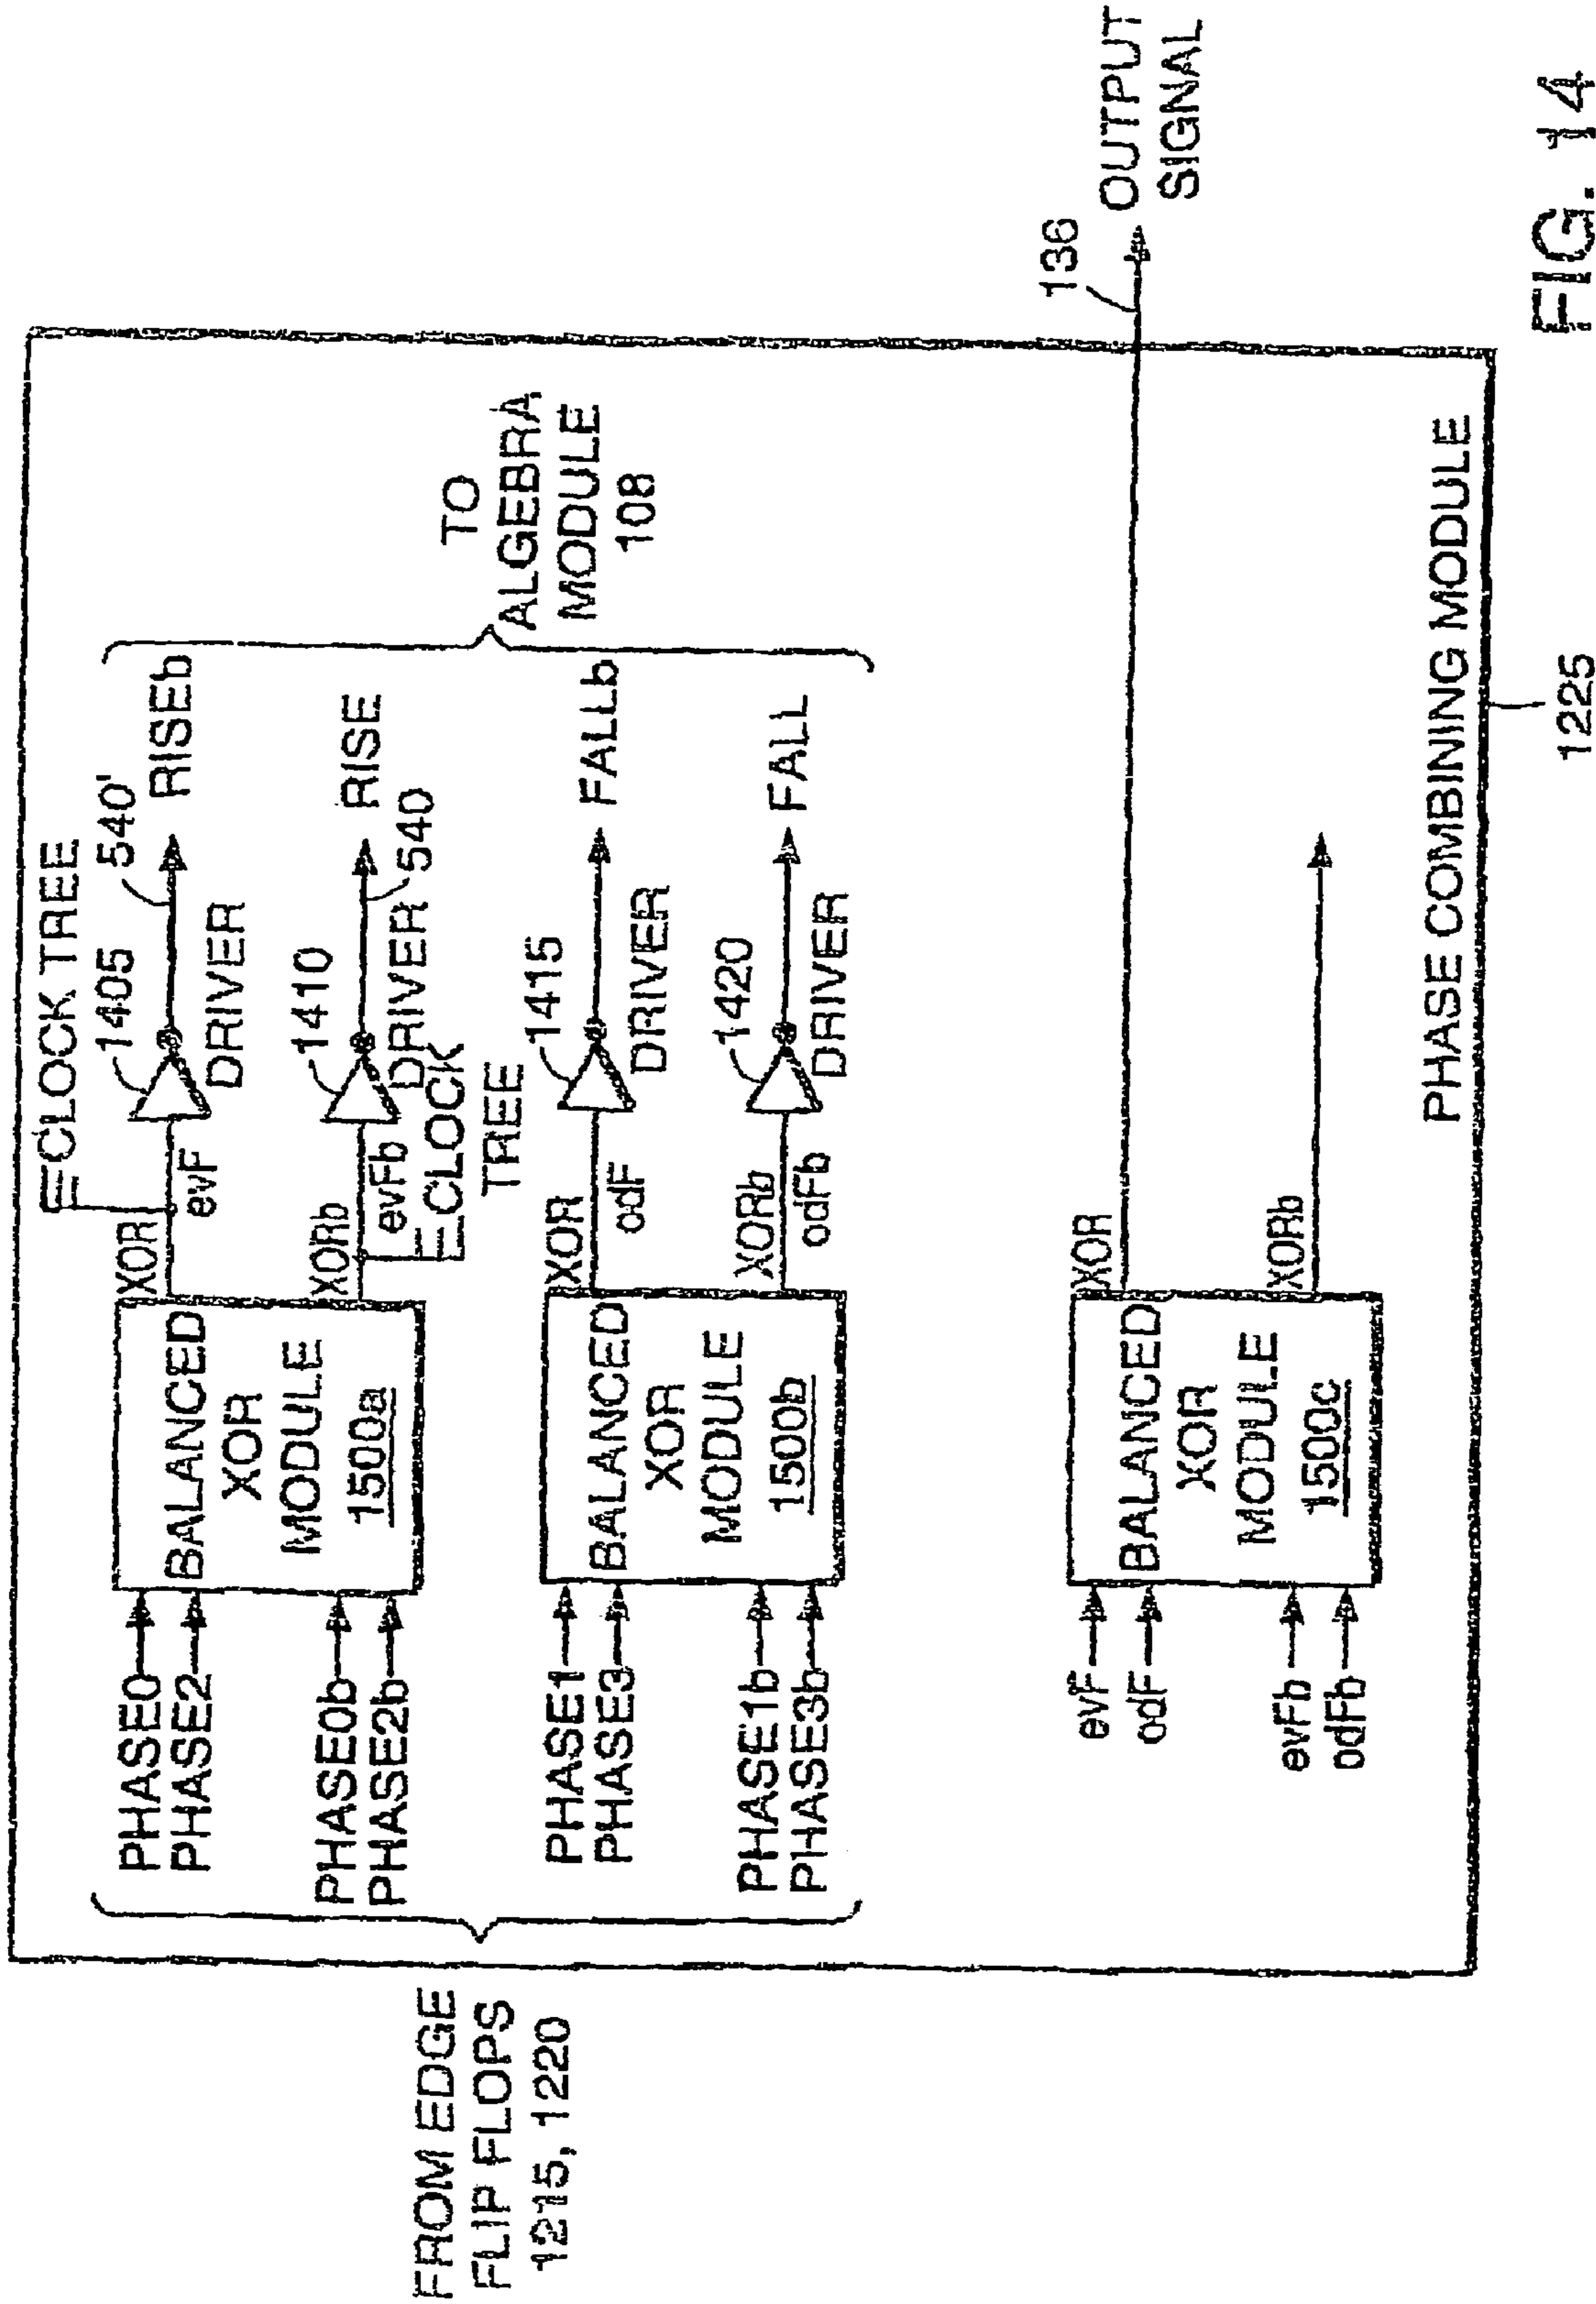 FROM EDGE
FLIP FLOPS
1215, 1220
PHASE0
PHASE2
PHASE0b
PHASE2b
BALANCED
XOR
MODULE
1500a
XOR
evF
CLOCK TREE
1405
DRIVER
540'
RISEb
XORb
evFb
CLOCK
TREE
1410
DRIVER
540
RISE
PHASE1
PHASE3
PHASE1b
PHASE3b
BALANCED
XOR
MODULE
1500b
XOR
odF
1415
DRIVER
FALLb
XORb
odFb
1420
DRIVER
FALL
TO
ALGEBRA
MODULE
108
evF
odF
evFb
odFb
BALANCED
XOR
MODULE
1500c
XOR
XORb
136
OUTPUT
SIGNAL
PHASE COMBINING MODULE
1225
FIG. 14